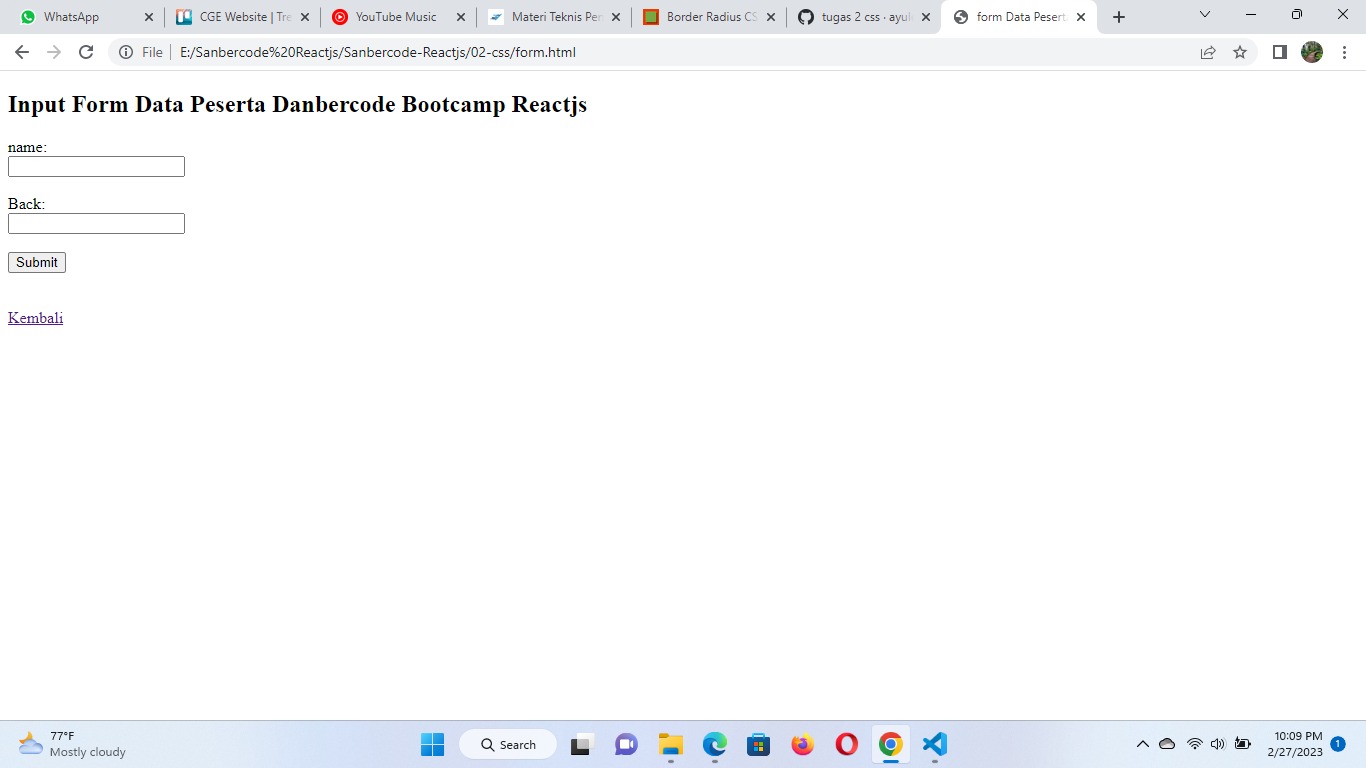 WhatsApp
CGE Website | Tre
YouTube Music
Materi Teknis Pe
Border Radius CS
tugas 2 css · ayul
form Data Pesert
File
E:/Sanbercode%20Reactjs/Sanbercode-Reactjs/02-css/form.html
Input Form Data Peserta Danbercode Bootcamp Reactjs
name:
Back:
Submit
Kembali
77°F
Mostly cloudy
Search
10:09 PM
2/27/2023
1